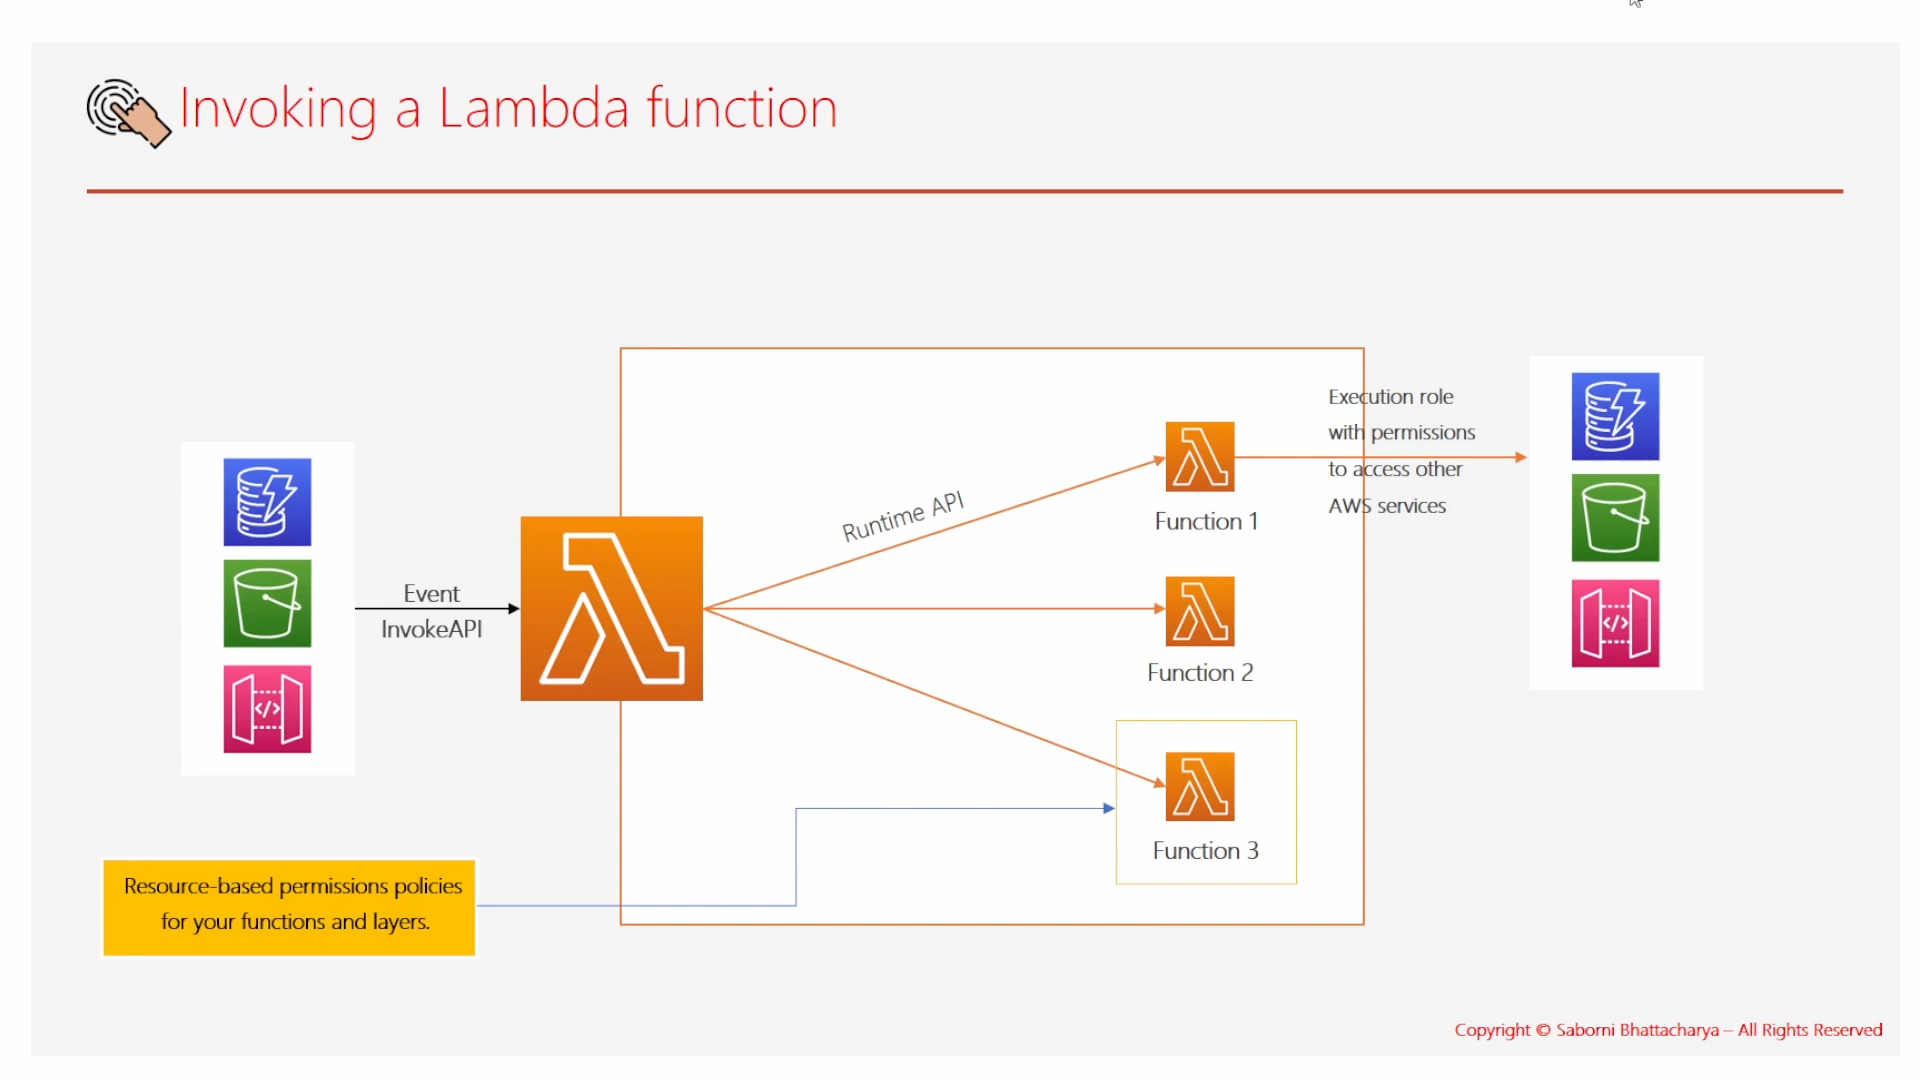 Invoking a Lambda function
Execution role
with permissions
to access other
AWS services
Runtime API
Function 1
Event
InvokeAPI
Function 2
</>
</>
Function 3
Resource-based permissions policies
for your functions and layers.
Copyright © Saborni Bhattacharya – All Rights Reserved